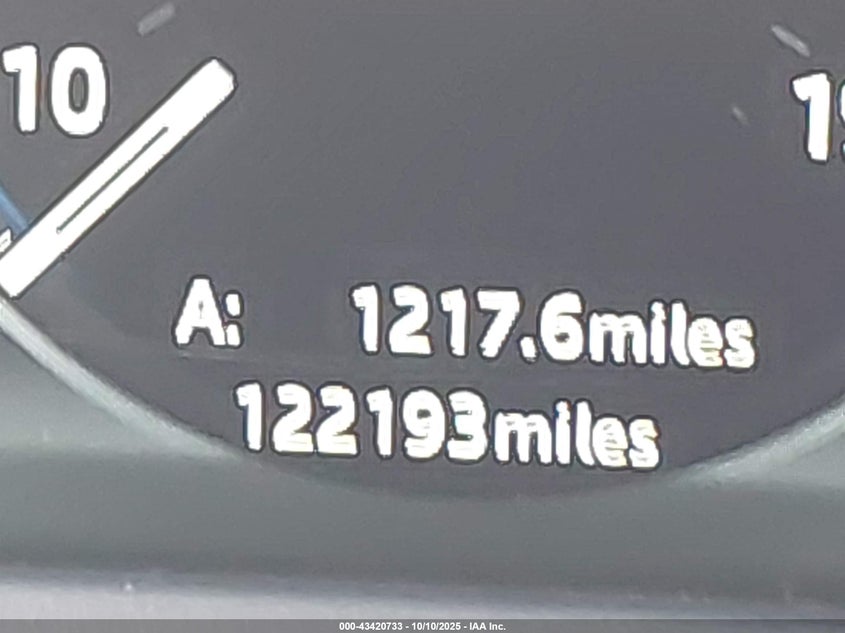 10
A: 1217.6miles
122193miles
000-43420733 - 10/10/2025 - IAA Inc.